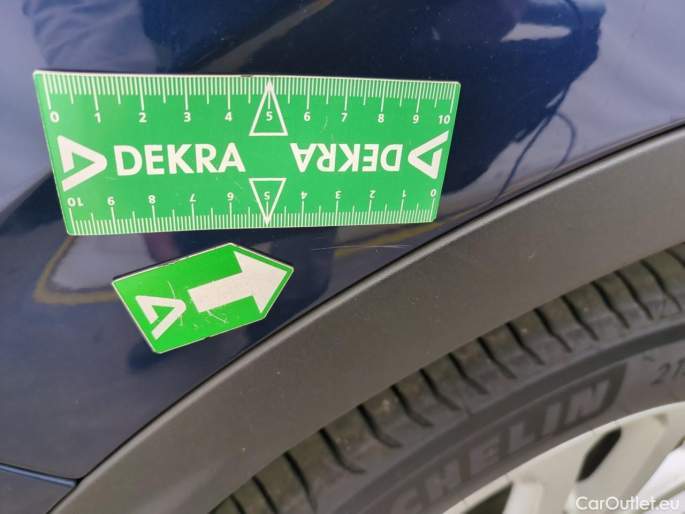 0 1 2 3 4 5 6 7 8 9 10
DEKRA DEKRA
10 9 8 7 6 5 4 3 2 1 0
MICHELIN
CarOutlet.eu